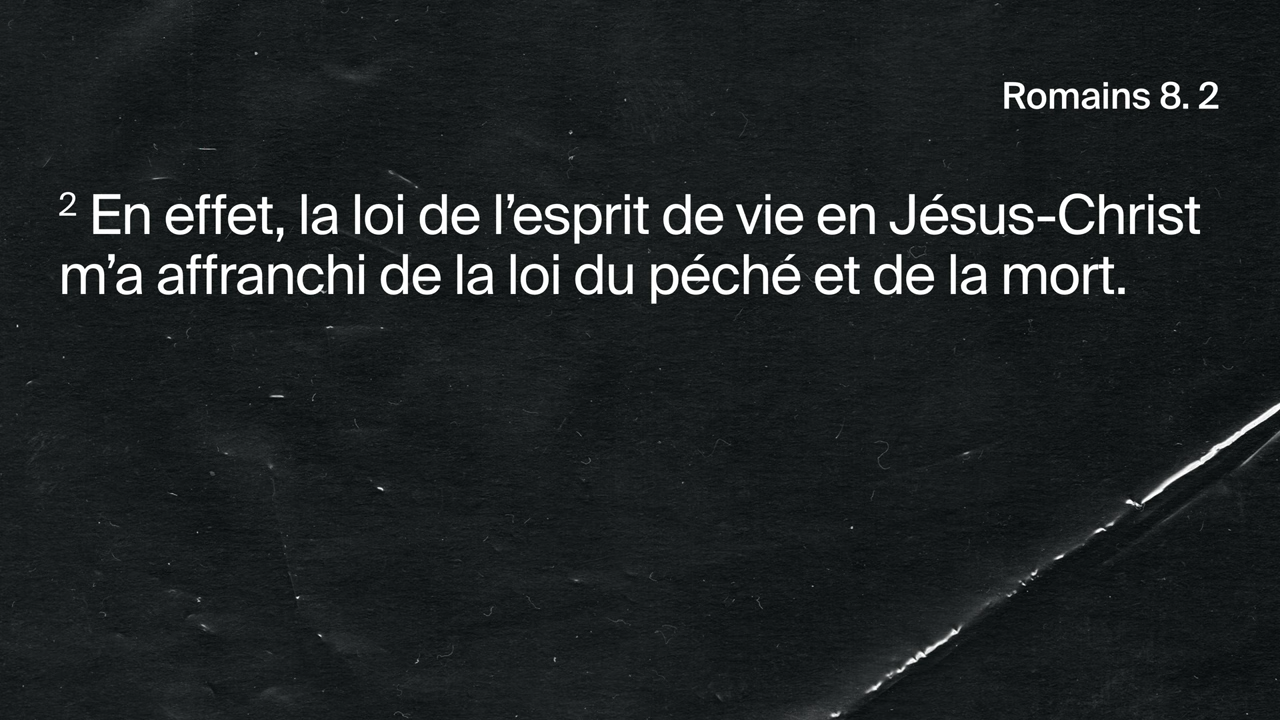 Romains 8. 2
² En effet, la loi de l’esprit de vie en Jésus-Christ
m’a affranchi de la loi du péché et de la mort.